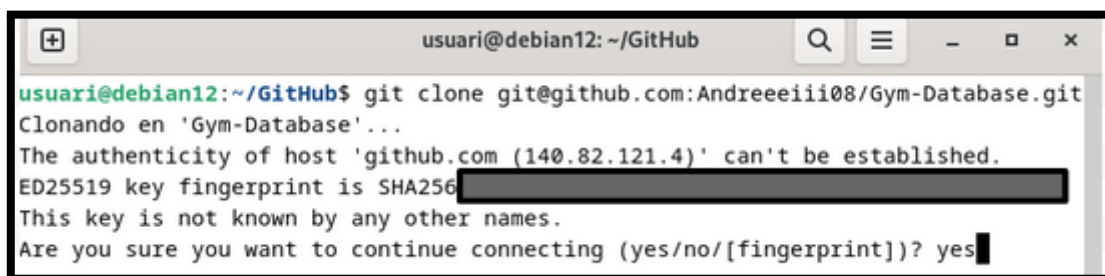 usuari@debian12: ~/GitHub
usuari@debian12:~/GitHub$ git clone git@github.com:Andreeeiii08/Gym-Database.git
Clonando en 'Gym-Database'...
The authenticity of host 'github.com (140.82.121.4)' can't be established.
ED25519 key fingerprint is SHA256
This key is not known by any other names.
Are you sure you want to continue connecting (yes/no/[fingerprint])? yes